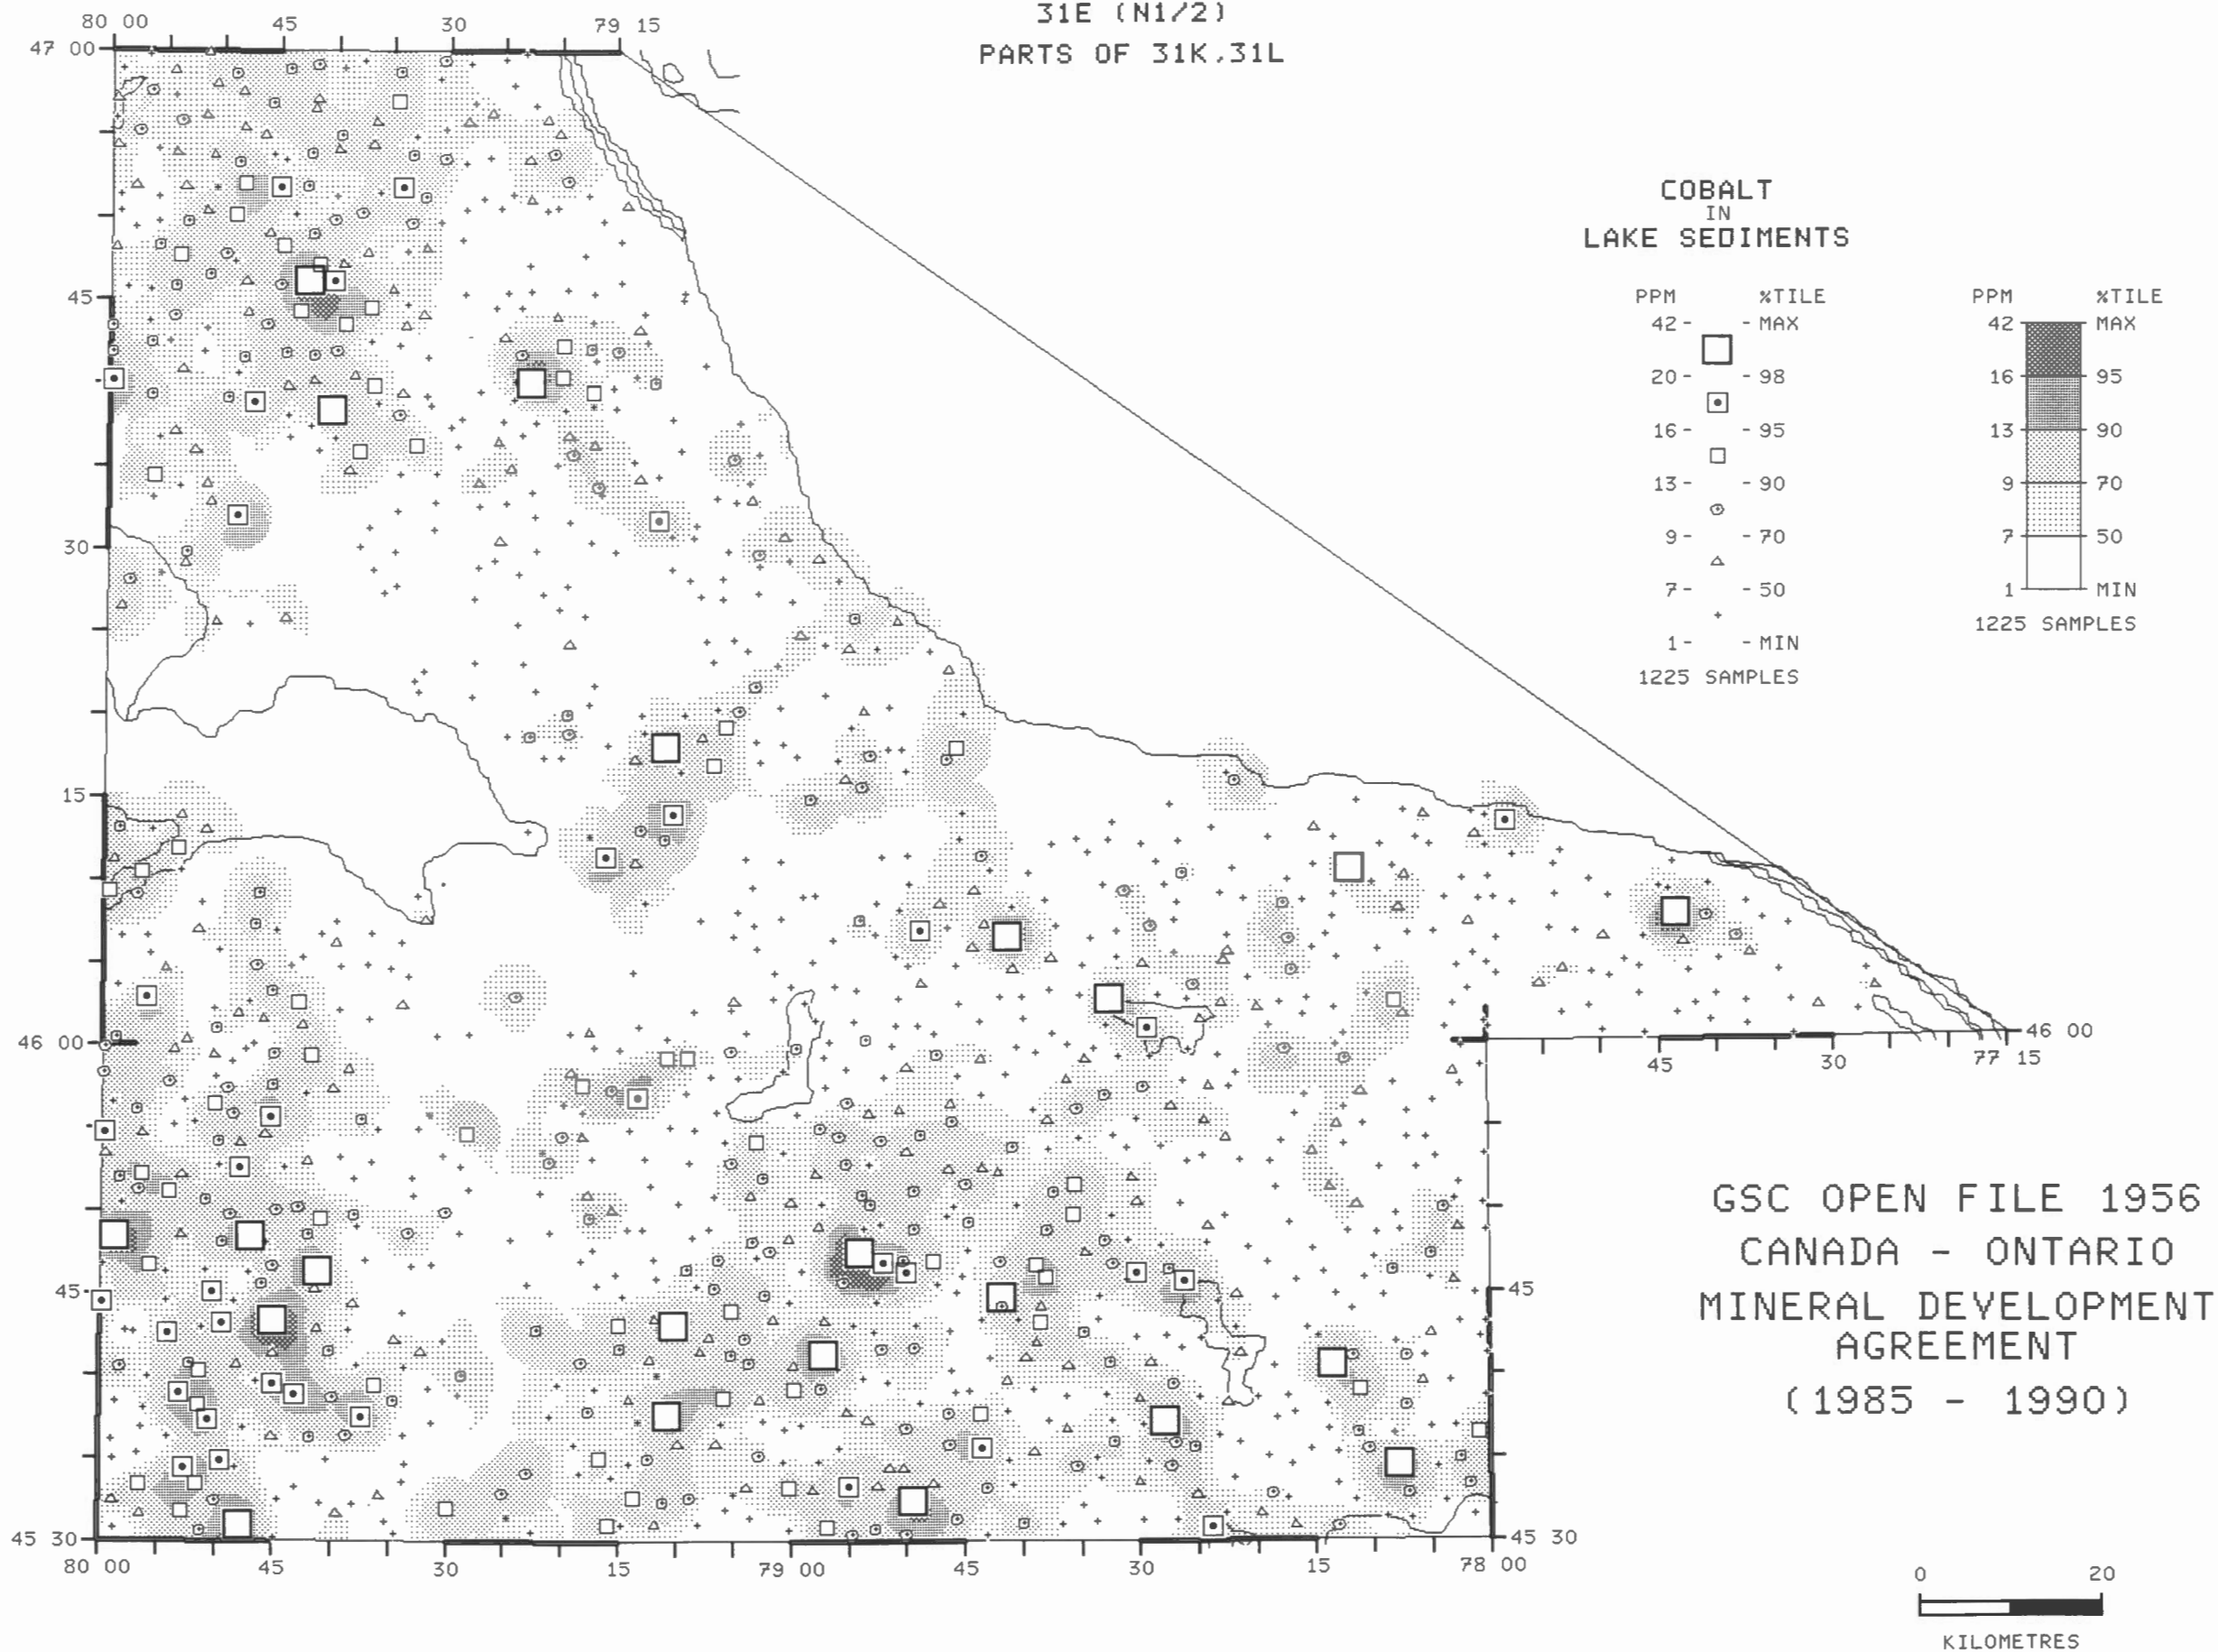 31E (N1/2)
PARTS OF 31K,31L
80 00 45 30 79 15
47 00
45
30
15
46 00
45
45 30
80 00 45 30 15 79 00 45 30 15 78 00
45
45 30
46 00
45 30 77 15
COBALT
IN
LAKE SEDIMENTS
PPM %TILE
42- - MAX
20- - 98
16- - 95
13- - 90
9- - 70
7- - 50
1- - MIN
1225 SAMPLES
PPM %TILE
42 MAX
16 95
13 90
9 70
7 50
1 MIN
1225 SAMPLES
GSC OPEN FILE 1956
CANADA - ONTARIO
MINERAL DEVELOPMENT
AGREEMENT
(1985 - 1990)
0 20
KILOMETRES